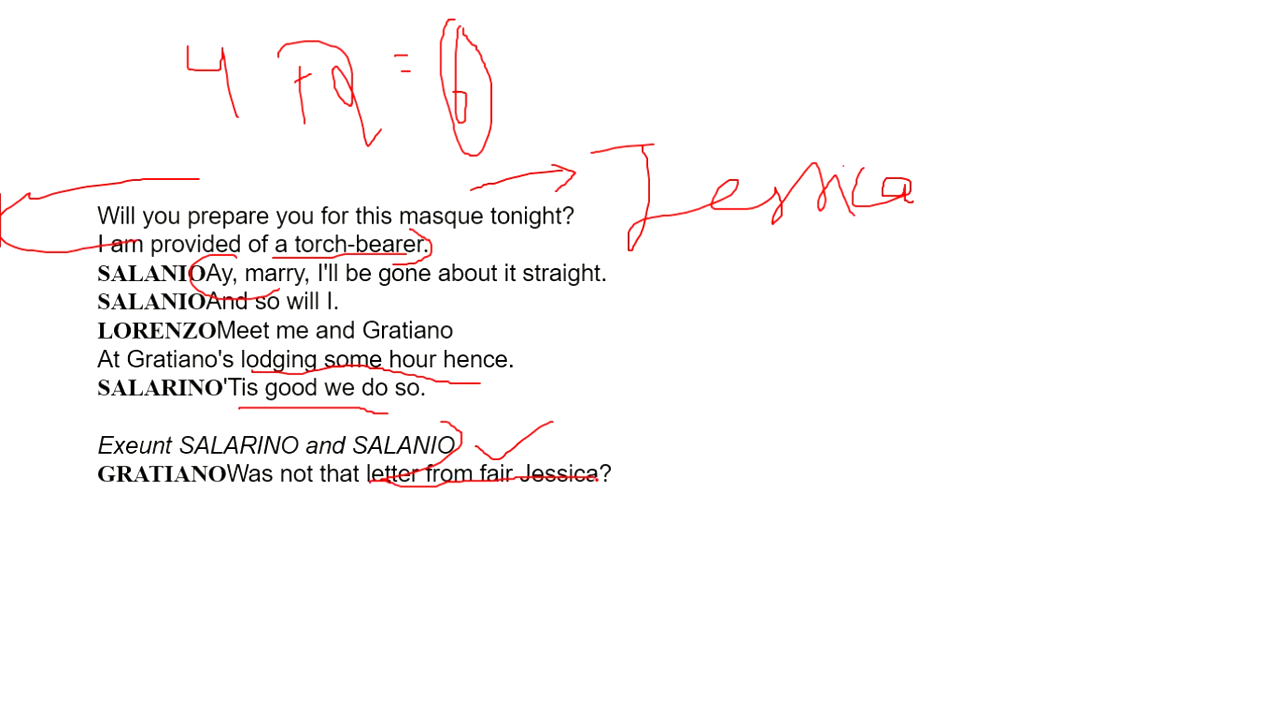 4 = 6
Jessica
Will you prepare you for this masque tonight?
I am provided of a torch-bearer.
SALANIOAy, marry, I'll be gone about it straight.
SALANIOAnd so will I.
LORENZOMeet me and Gratiano
At Gratiano's lodging some hour hence.
SALARINO'Tis good we do so.
Exeunt SALARINO and SALANIO
GRATIANOWas not that letter from fair Jessica?